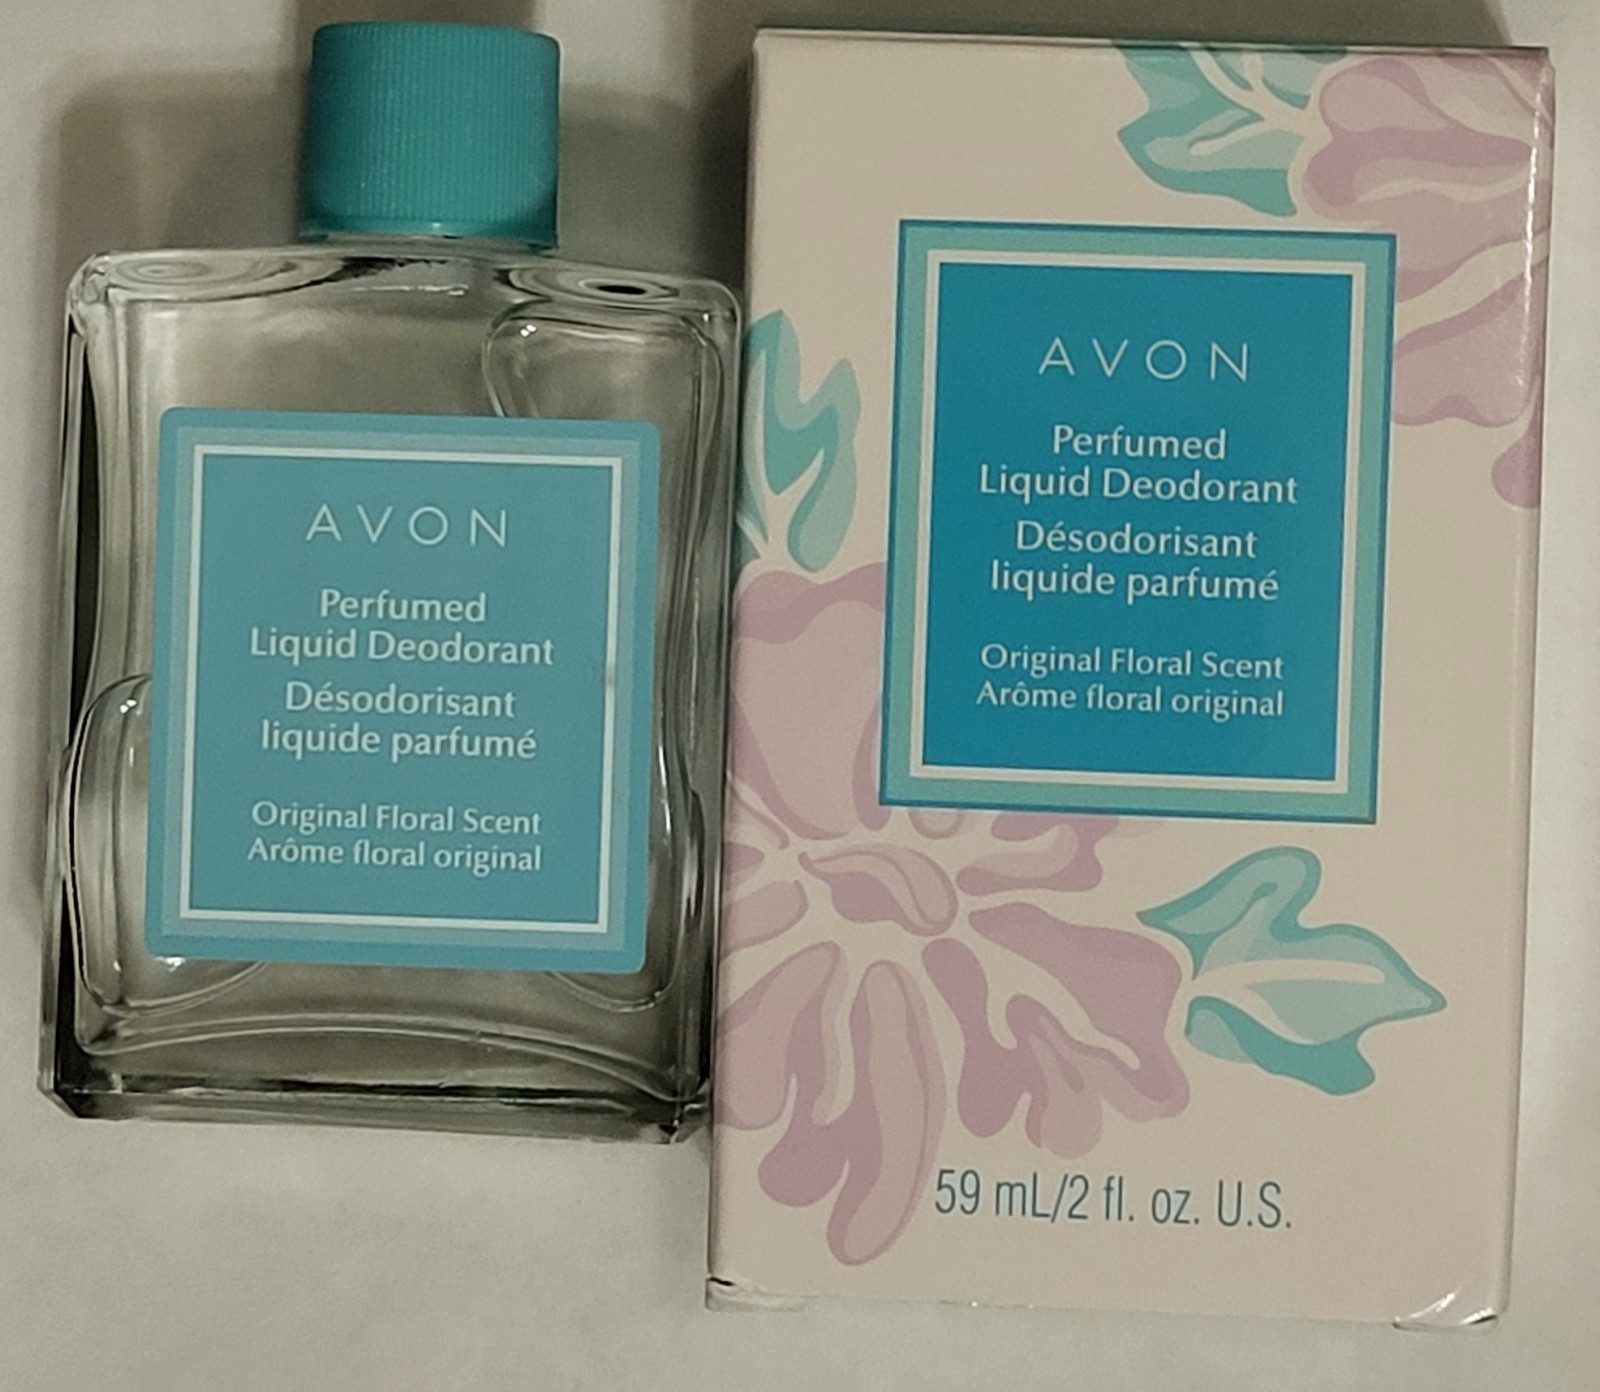 AVON
Perfumed
Liquid Deodorant
Désodorisant
liquide parfumé
Original Floral Scent
Arôme floral original
AVON
Perfumed
Liquid Deodorant
Désodorisant
liquide parfumé
Original Floral Scent
Arôme floral original
59 mL/2 fl. oz. U.S.